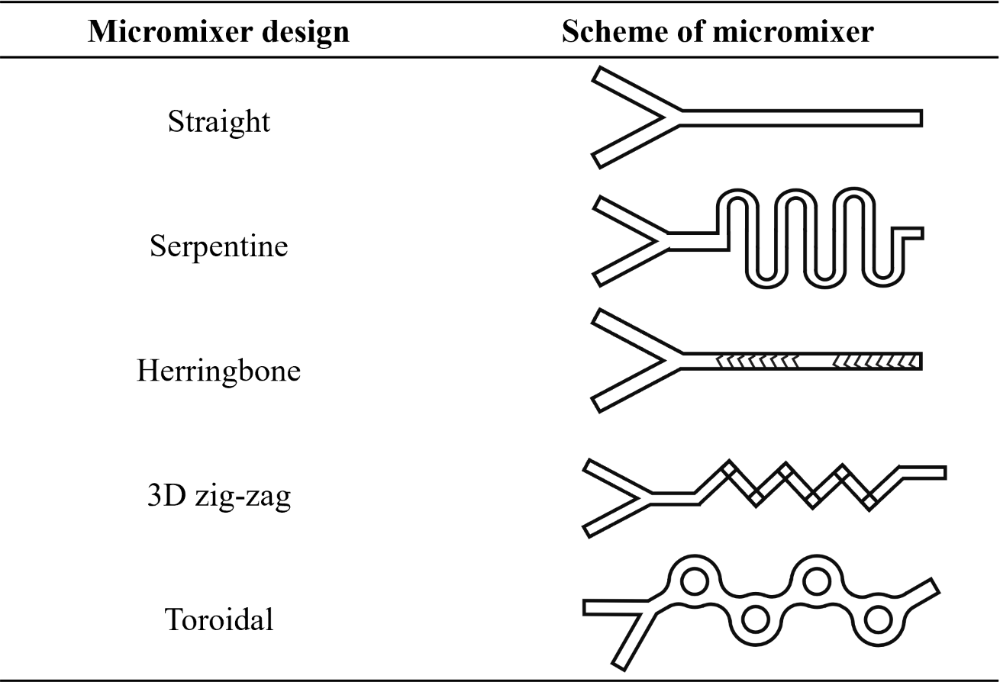 Micromixer design Scheme of micromixer
Straight
Serpentine
Herringbone
3D zig-zag
Toroidal